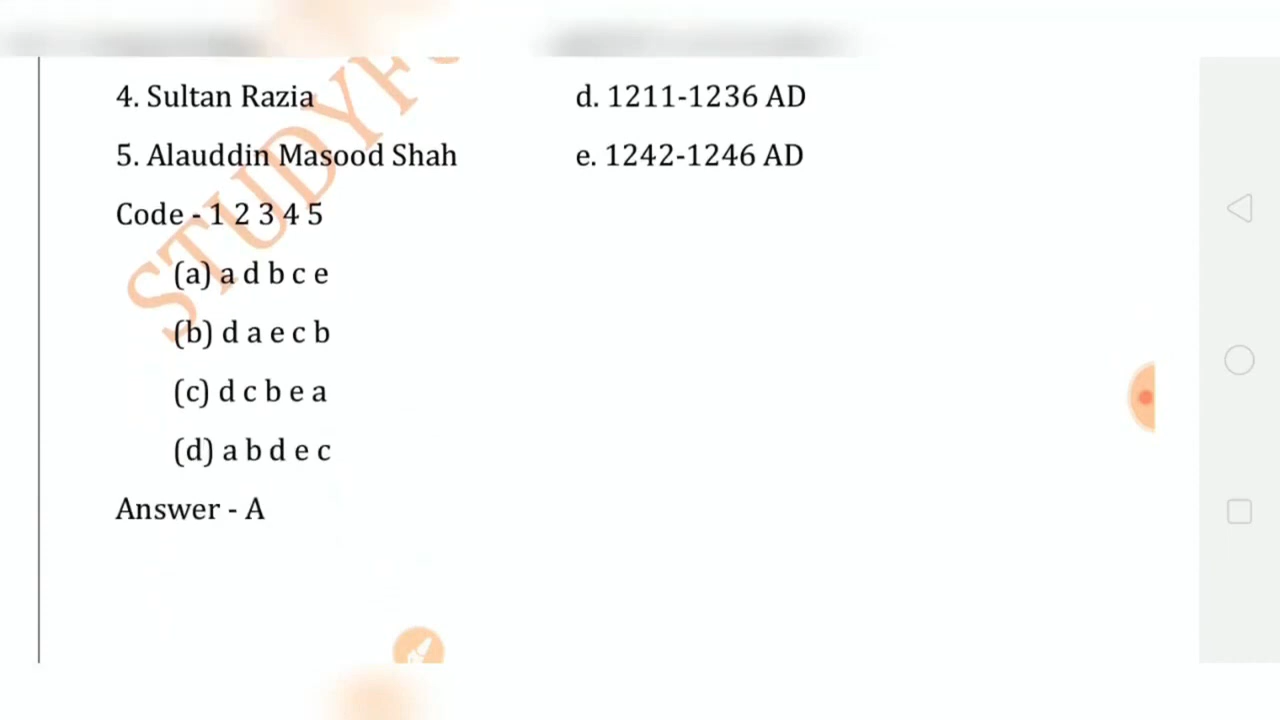 4. Sultan Razia d. 1211-1236 AD
5. Alauddin Masood Shah e. 1242-1246 AD
Code - 1 2 3 4 5
(a) a d b c e
(b) d a e c b
(c) d c b e a
(d) a b d e c
Answer - A